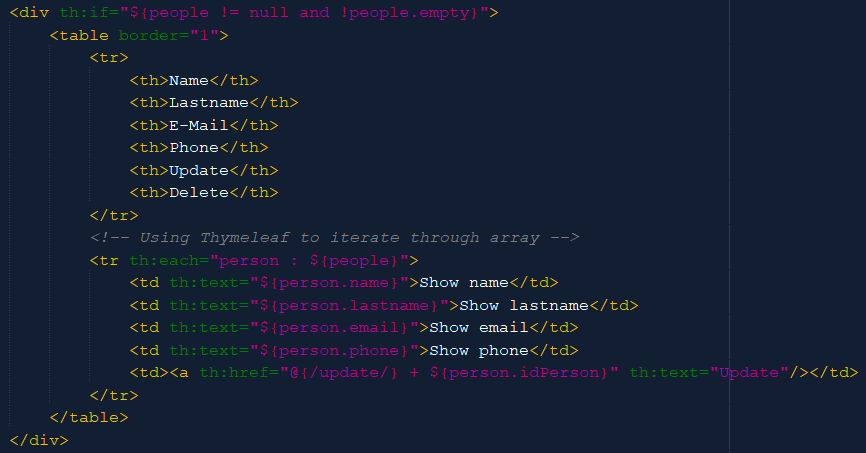 <div th:if="${people != null and !people.empty}">
    <table border="1">
        <tr>
            <th>Name</th>
            <th>Lastname</th>
            <th>E-Mail</th>
            <th>Phone</th>
            <th>Update</th>
            <th>Delete</th>
        </tr>
        <!-- Using Thymeleaf to iterate through array -->
        <tr th:each="person : ${people}">
            <td th:text="${person.name}">Show name</td>
            <td th:text="${person.lastname}">Show lastname</td>
            <td th:text="${person.email}">Show email</td>
            <td th:text="${person.phone}">Show phone</td>
            <td><a th:href="@{/update/} + ${person.idPerson}" th:text="Update"/></td>
        </tr>
    </table>
</div>